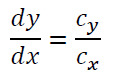 dy/dx = c_y/c_x